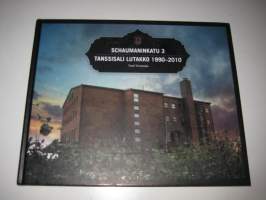 SCHAUMANINKATU 3
TANSSISALI LUTAKKO 1990-2010